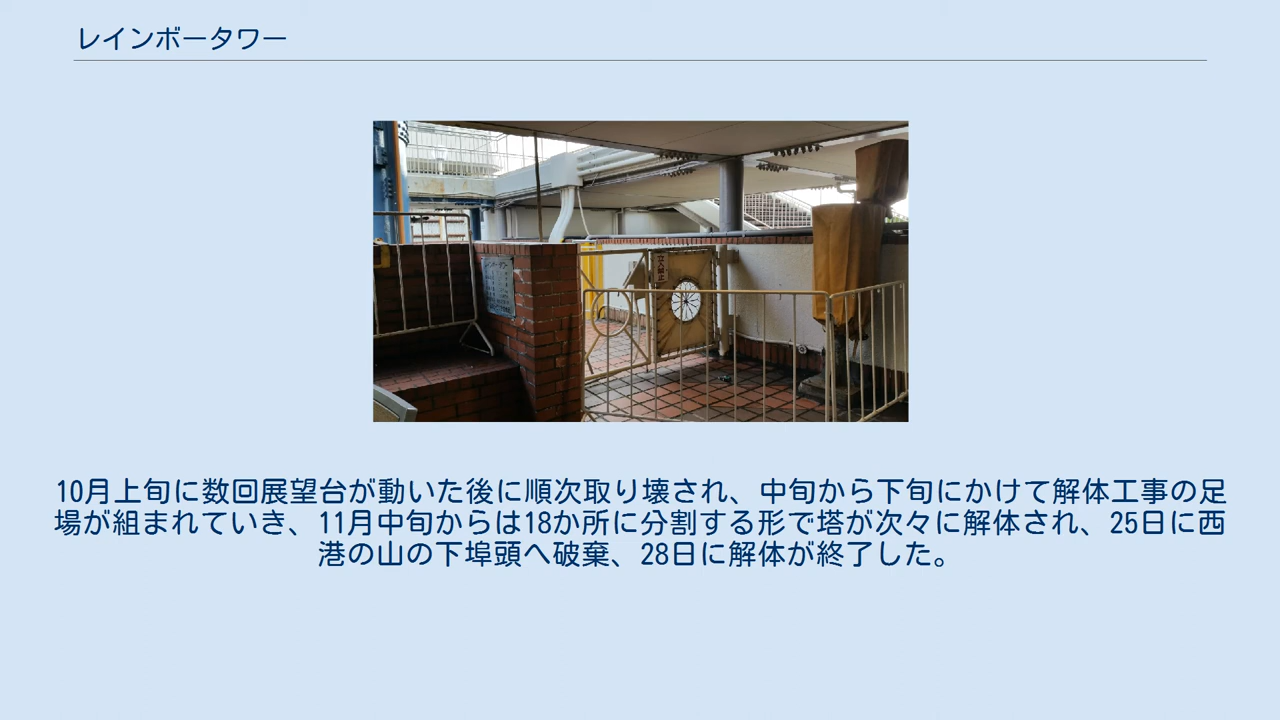 レインボータワー
立入禁止
10月上旬に数回展望台が動いた後に順次取り壊され、中旬から下旬にかけて解体工事の足
場が組まれていき、11月中旬からは18か所に分割する形で塔が次々に解体され、25日に西
港の山の下埠頭へ破棄、28日に解体が終了した。